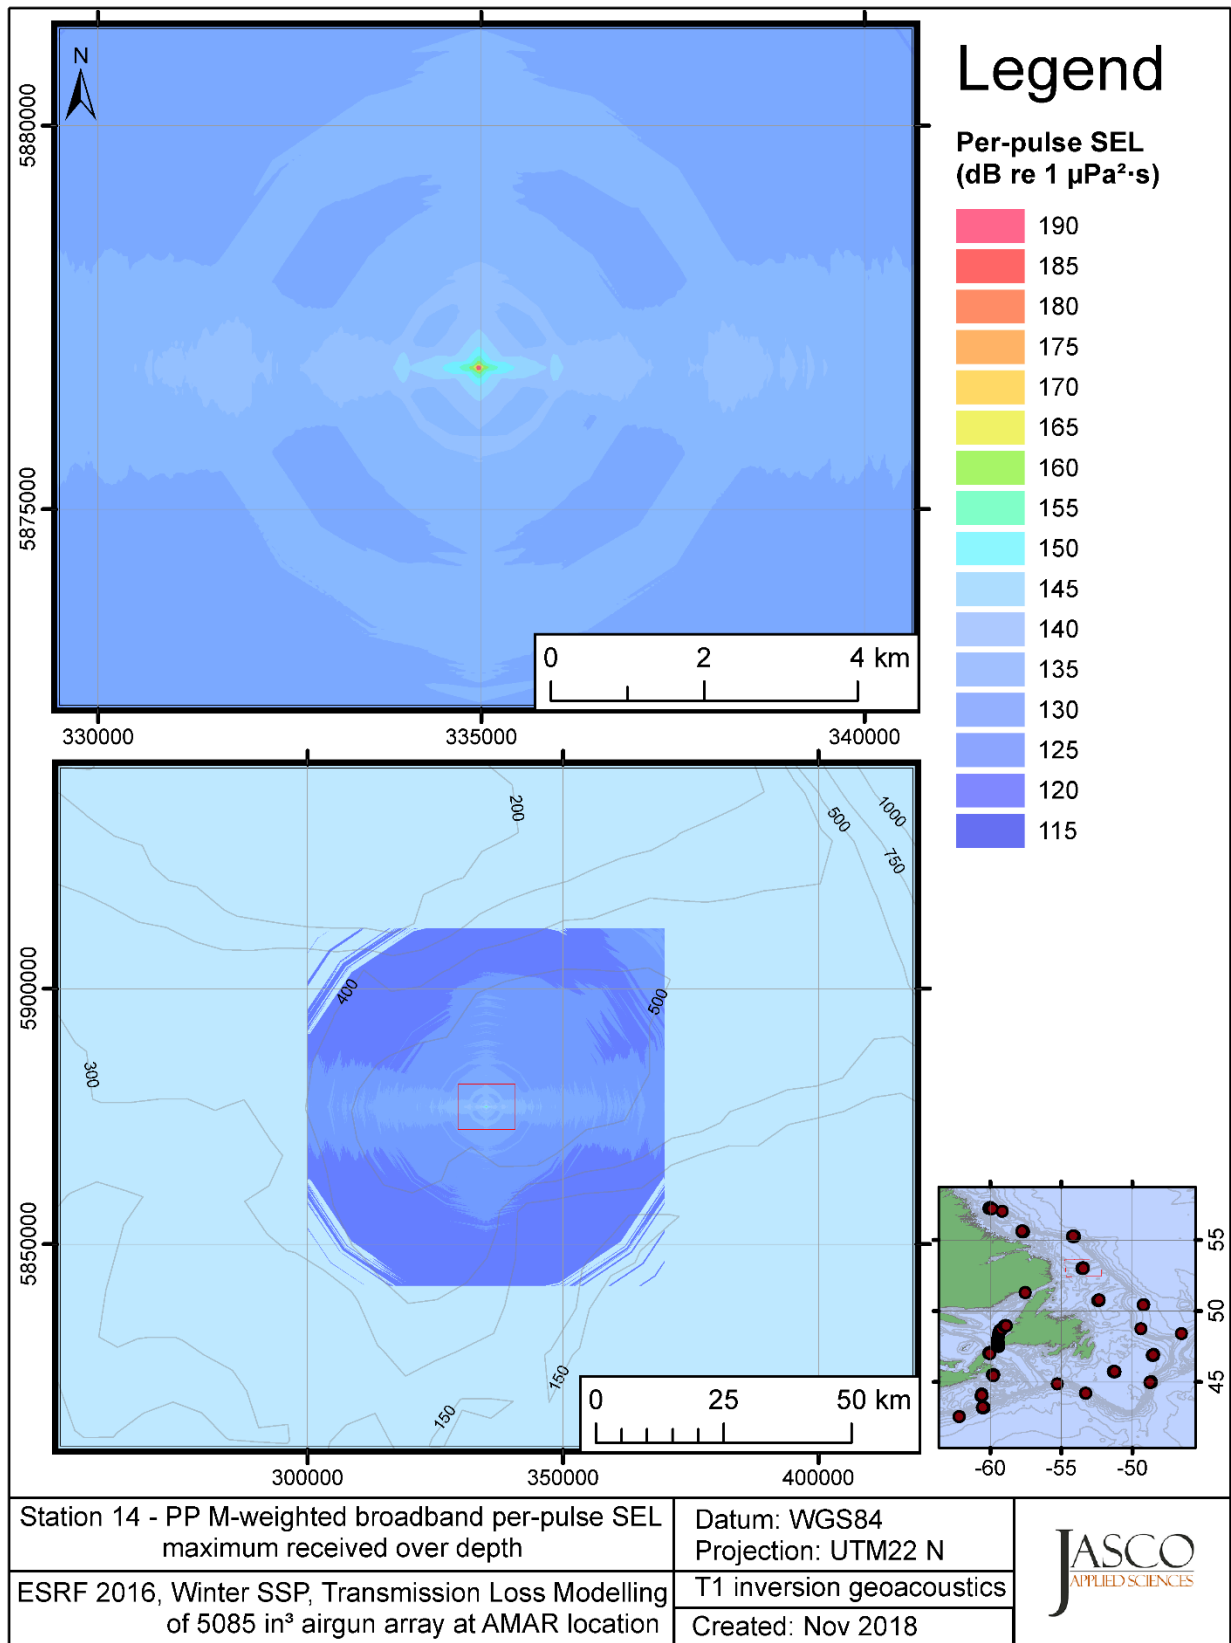 N
5880000
5875000
0 2 4 km
330000 335000 340000
Legend
Per-pulse SEL
(dB re 1 µPa²·s)
190
185
180
175
170
165
160
155
150
145
140
135
130
125
120
115
200
1000
500
750
400
500
300
150
150
5900000
5850000
0 25 50 km
300000 350000 400000
55
50
45
-60 -55 -50
Station 14 - PP M-weighted broadband per-pulse SEL
maximum received over depth
ESRF 2016, Winter SSP, Transmission Loss Modelling
of 5085 in³ airgun array at AMAR location
Datum: WGS84
Projection: UTM22 N
T1 inversion geoacoustics
Created: Nov 2018
JASCO
APPLIED SCIENCES